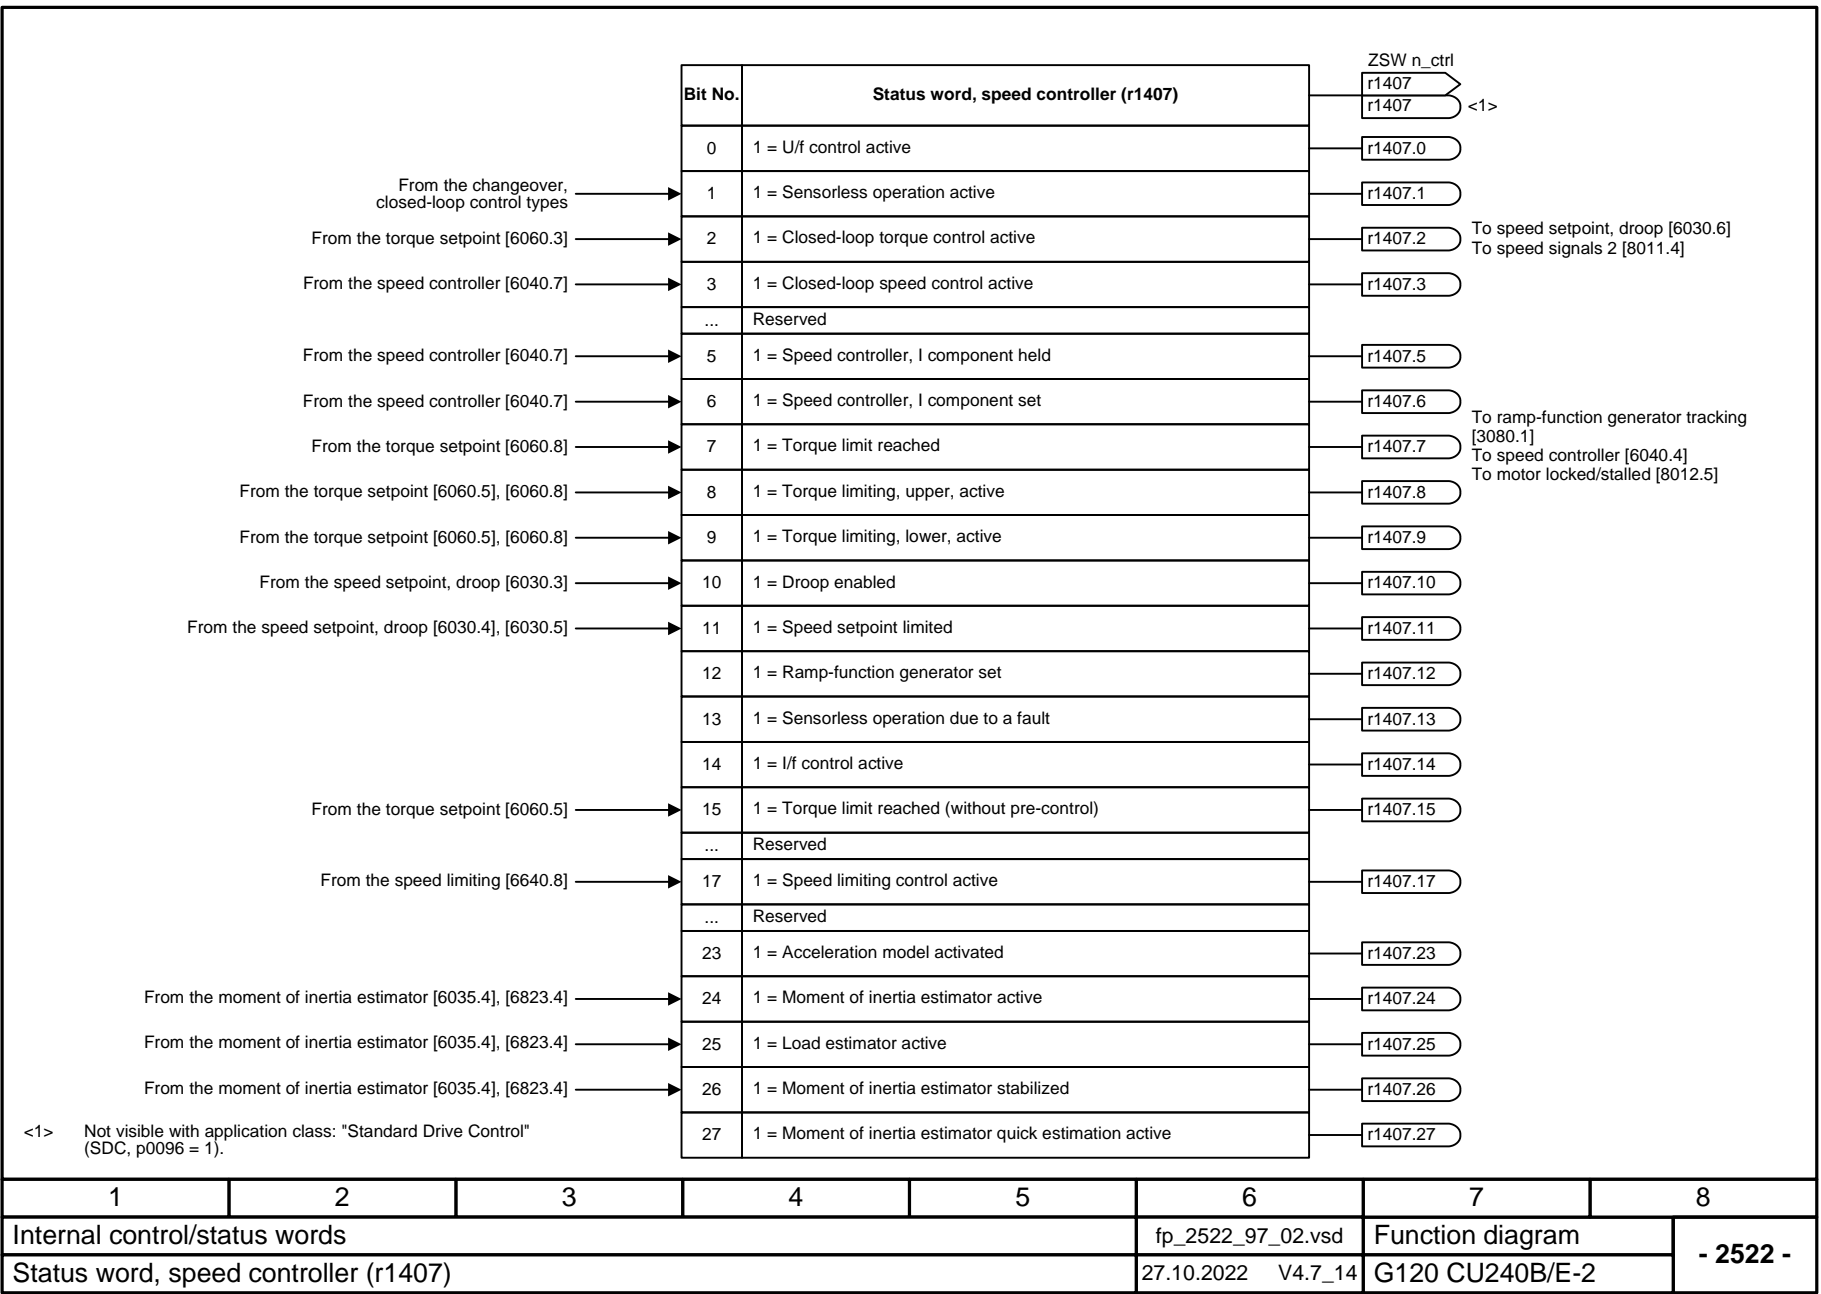 ZSW n_ctrl
Bit No. Status word, speed controller (r1407) r1407
r1407 <1>
0 1 = U/f control active r1407.0
From the changeover,
closed-loop control types
1 1 = Sensorless operation active r1407.1
From the torque setpoint [6060.3] 2 1 = Closed-loop torque control active r1407.2
To speed setpoint, droop [6030.6]
To speed signals 2 [8011.4]
From the speed controller [6040.7] 3 1 = Closed-loop speed control active r1407.3
... Reserved
From the speed controller [6040.7] 5 1 = Speed controller, I component held r1407.5
From the speed controller [6040.7] 6 1 = Speed controller, I component set r1407.6
From the torque setpoint [6060.8] 7 1 = Torque limit reached r1407.7
To ramp-function generator tracking
[3080.1]
To speed controller [6040.4]
To motor locked/stalled [8012.5]
From the torque setpoint [6060.5], [6060.8] 8 1 = Torque limiting, upper, active r1407.8
From the torque setpoint [6060.5], [6060.8] 9 1 = Torque limiting, lower, active r1407.9
From the speed setpoint, droop [6030.3] 10 1 = Droop enabled r1407.10
From the speed setpoint, droop [6030.4], [6030.5] 11 1 = Speed setpoint limited r1407.11
12 1 = Ramp-function generator set r1407.12
13 1 = Sensorless operation due to a fault r1407.13
14 1 = I/f control active r1407.14
From the torque setpoint [6060.5] 15 1 = Torque limit reached (without pre-control) r1407.15
... Reserved
From the speed limiting [6640.8] 17 1 = Speed limiting control active r1407.17
... Reserved
23 1 = Acceleration model activated r1407.23
From the moment of inertia estimator [6035.4], [6823.4] 24 1 = Moment of inertia estimator active r1407.24
From the moment of inertia estimator [6035.4], [6823.4] 25 1 = Load estimator active r1407.25
From the moment of inertia estimator [6035.4], [6823.4] 26 1 = Moment of inertia estimator stabilized r1407.26
27 1 = Moment of inertia estimator quick estimation active r1407.27
<1> Not visible with application class: "Standard Drive Control"
(SDC, p0096 = 1).
1 2 3 4 5 6 7 8
Internal control/status words fp_2522_97_02.vsd Function diagram - 2522 -
Status word, speed controller (r1407) 27.10.2022 V4.7_14 G120 CU240B/E-2